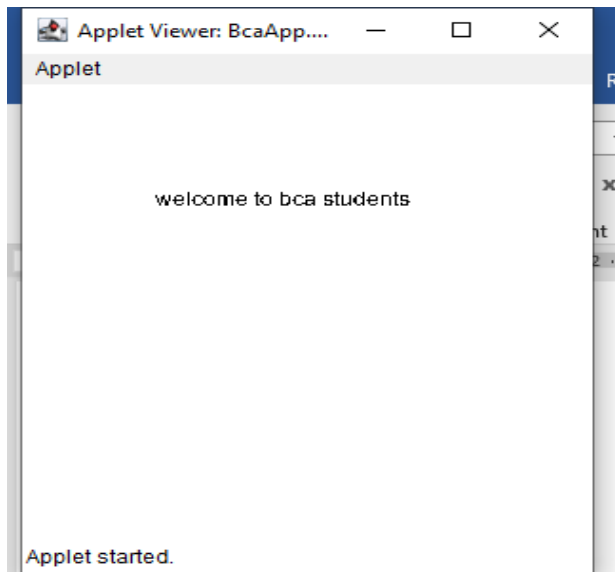 Applet Viewer: BcaApp....
Applet
welcome to bca students
Applet started.